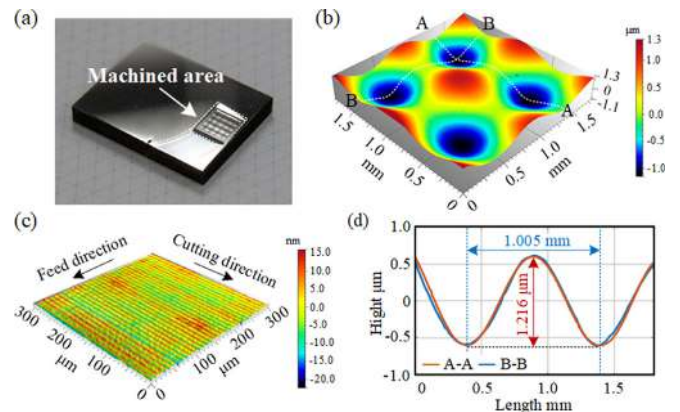 (a)
Machined area
(b)
A
B
B
A
μm
1.3
1.0
0.5
0
-0.5
-1.0
1.3
0
-1.1
1.5
1.0
0.5
0
mm
1.5
1.0
0.5
0
mm
(c)
Feed direction
Cutting direction
nm
15.0
10.0
5.0
0.0
-5.0
-10.0
-15.0
-20.0
300
200
100
0
μm
300
200
100
0
μm
(d)
1.0
0.5
0
-0.5
-1.0
Hight μm
1.005 mm
1.216 μm
A-A
B-B
0
0.5
1.0
1.5
Length mm